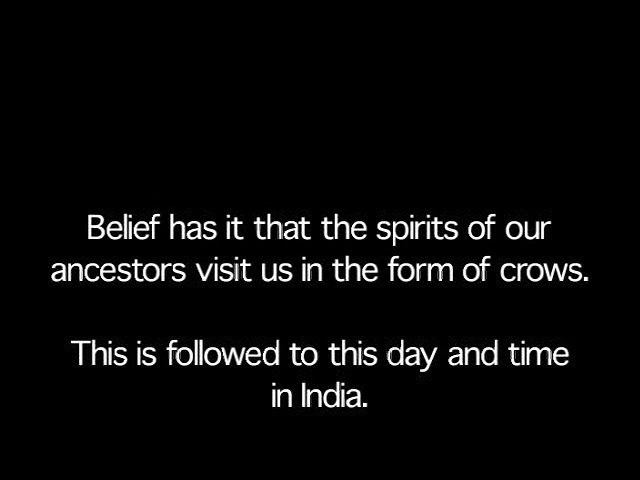 Belief has it that the spirits of our
ancestors visit us in the form of crows.
This is followed to this day and time
in India.